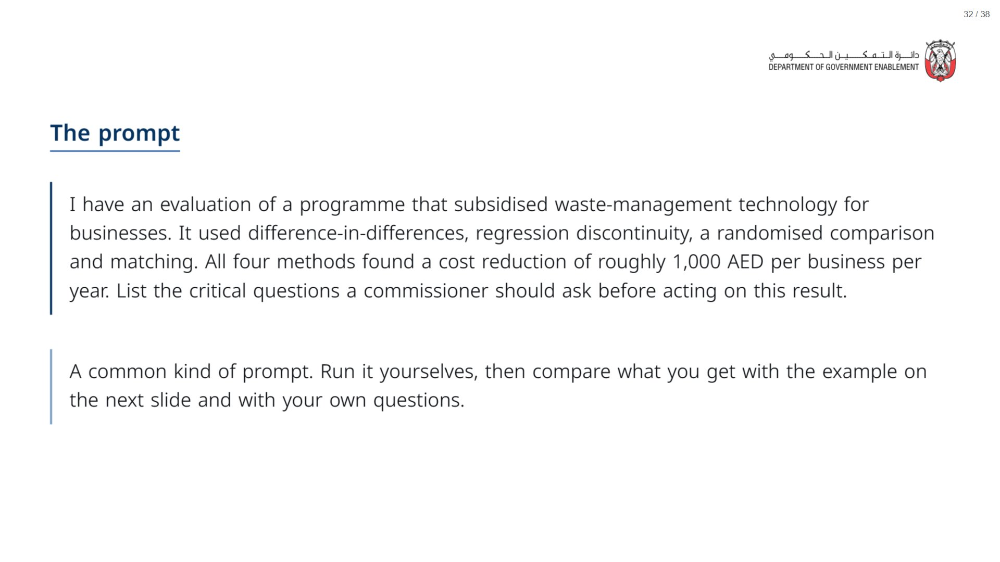 32 / 38
دائرة التمكين الحكومي
DEPARTMENT OF GOVERNMENT ENABLEMENT
The prompt
I have an evaluation of a programme that subsidised waste-management technology for
businesses. It used difference-in-differences, regression discontinuity, a randomised comparison
and matching. All four methods found a cost reduction of roughly 1,000 AED per business per
year. List the critical questions a commissioner should ask before acting on this result.
A common kind of prompt. Run it yourselves, then compare what you get with the example on
the next slide and with your own questions.